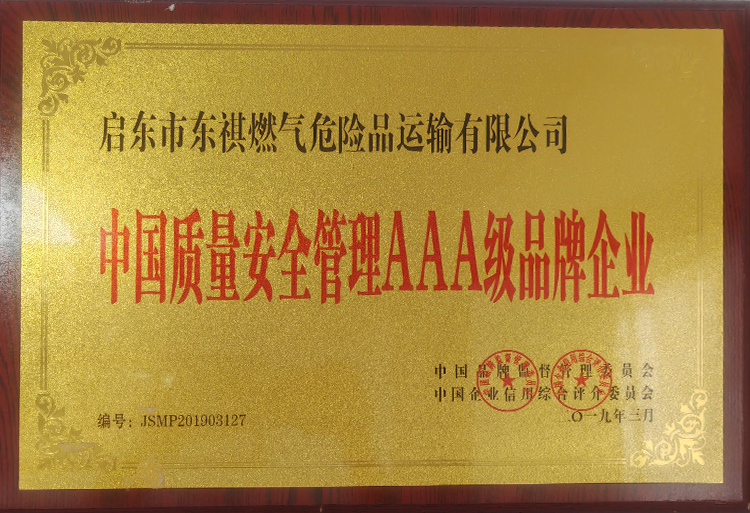 启东市东祺燃气危险品运输有限公司
中国质量安全管理AAA级品牌企业
中国品牌监督管理委员会
中国企业信用综合评介委员会
编号：JSMP201903127
二〇一九年三月